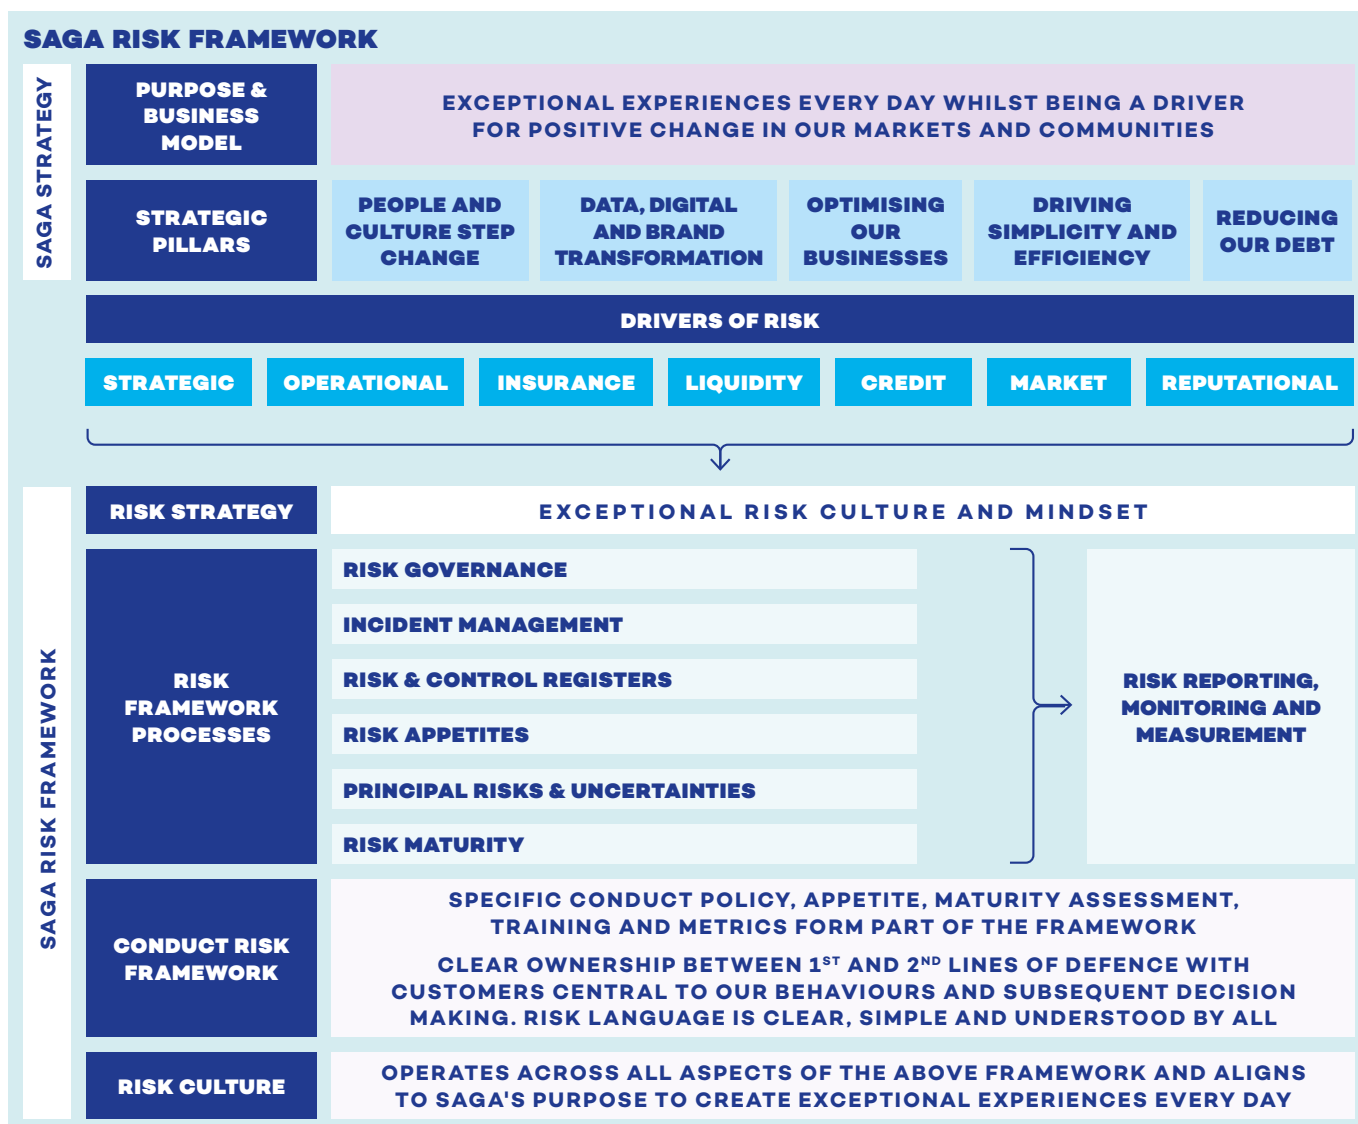 SAGA RISK FRAMEWORK
SAGA STRATEGY
PURPOSE &
BUSINESS
MODEL
EXCEPTIONAL EXPERIENCES EVERY DAY WHILST BEING A DRIVER
FOR POSITIVE CHANGE IN OUR MARKETS AND COMMUNITIES
STRATEGIC
PILLARS
PEOPLE AND
CULTURE STEP
CHANGE
DATA, DIGITAL
AND BRAND
TRANSFORMATION
OPTIMISING
OUR
BUSINESSES
DRIVING
SIMPLICITY AND
EFFICIENCY
REDUCING
OUR DEBT
DRIVERS OF RISK
STRATEGIC
OPERATIONAL
INSURANCE
LIQUIDITY
CREDIT
MARKET
REPUTATIONAL
SAGA RISK FRAMEWORK
RISK STRATEGY
EXCEPTIONAL RISK CULTURE AND MINDSET
RISK
FRAMEWORK
PROCESSES
RISK GOVERNANCE
INCIDENT MANAGEMENT
RISK & CONTROL REGISTERS
RISK APPETITES
PRINCIPAL RISKS & UNCERTAINTIES
RISK MATURITY
RISK REPORTING,
MONITORING AND
MEASUREMENT
CONDUCT RISK
FRAMEWORK
SPECIFIC CONDUCT POLICY, APPETITE, MATURITY ASSESSMENT,
TRAINING AND METRICS FORM PART OF THE FRAMEWORK
CLEAR OWNERSHIP BETWEEN 1ST AND 2ND LINES OF DEFENCE WITH
CUSTOMERS CENTRAL TO OUR BEHAVIOURS AND SUBSEQUENT DECISION
MAKING. RISK LANGUAGE IS CLEAR, SIMPLE AND UNDERSTOOD BY ALL
RISK CULTURE
OPERATES ACROSS ALL ASPECTS OF THE ABOVE FRAMEWORK AND ALIGNS
TO SAGA'S PURPOSE TO CREATE EXCEPTIONAL EXPERIENCES EVERY DAY